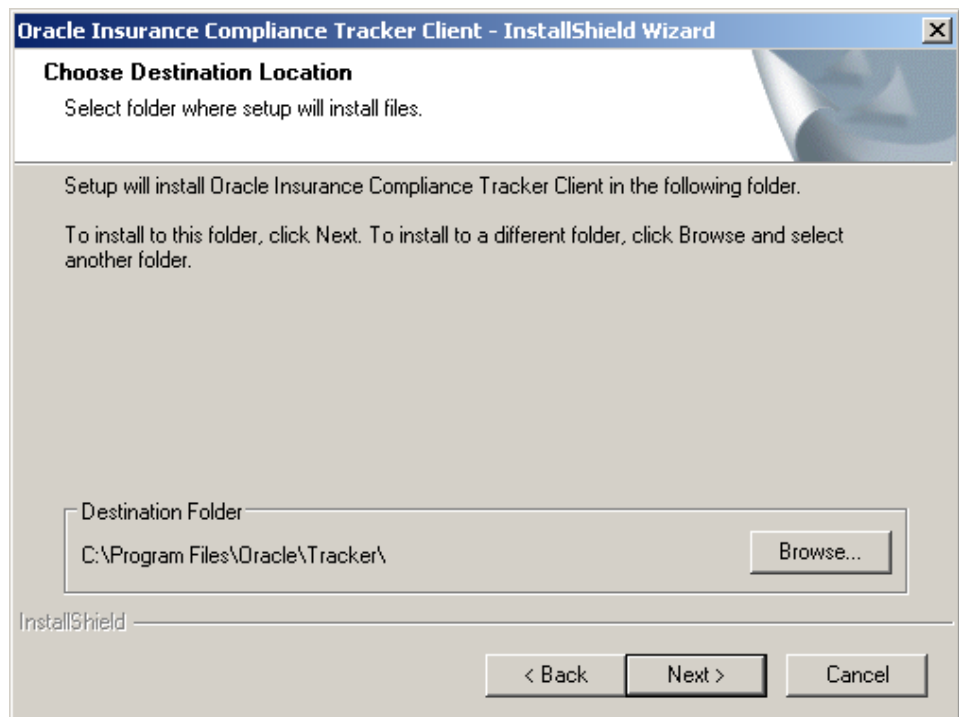 Oracle Insurance Compliance Tracker Client - InstallShield Wizard
Choose Destination Location
Select folder where setup will install files.
Setup will install Oracle Insurance Compliance Tracker Client in the following folder.
To install to this folder, click Next. To install to a different folder, click Browse and select
another folder.
Destination Folder
C:\Program Files\Oracle\Tracker\
Browse...
InstallShield
< Back
Next >
Cancel